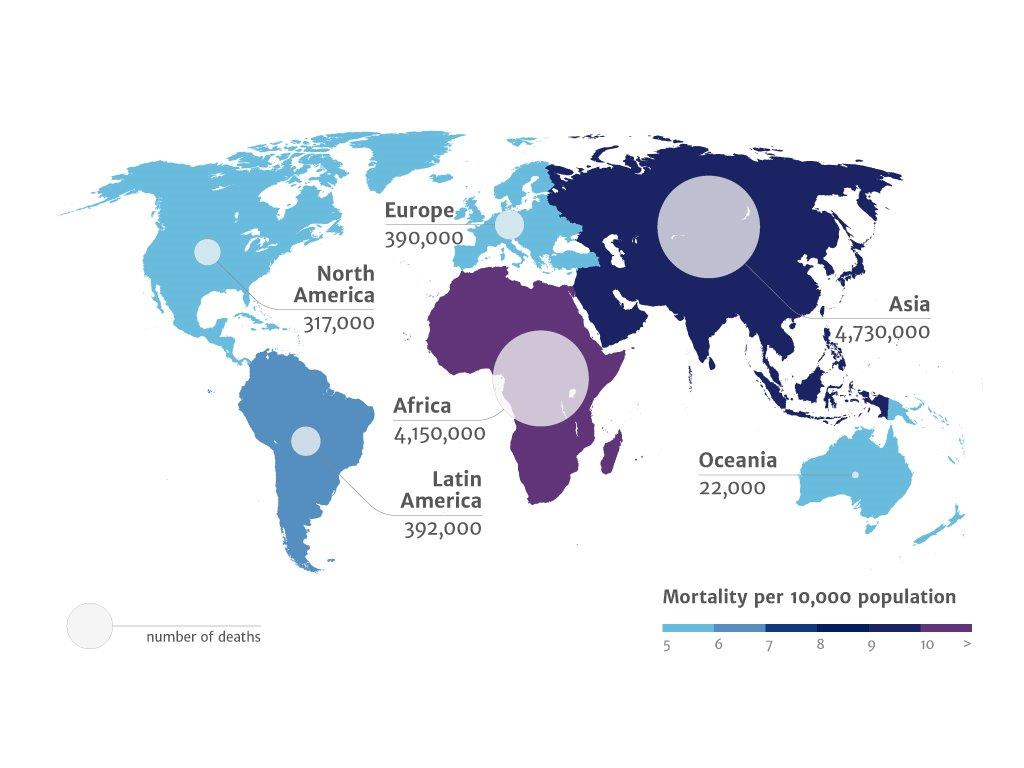 Europe
390,000
North
America
317,000
Asia
4,730,000
Africa
4,150,000
Latin
America
392,000
Oceania
22,000
Mortality per 10,000 population
5 6 7 8 9 10 >
number of deaths